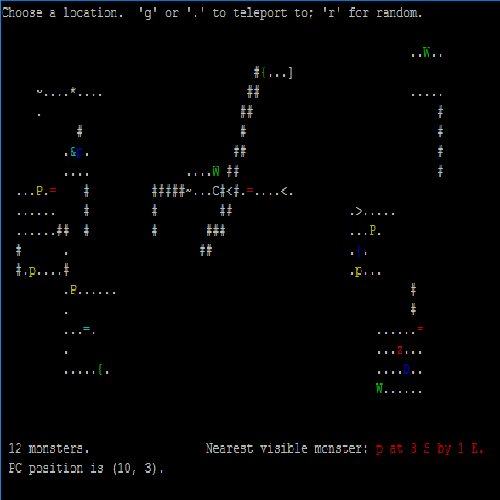 Choose a location. 'g' or '.' to teleport to; 'r' for random.
12 monsters. Nearest visible monster: p at 3 S by 1 E.
PC position is (10, 3).